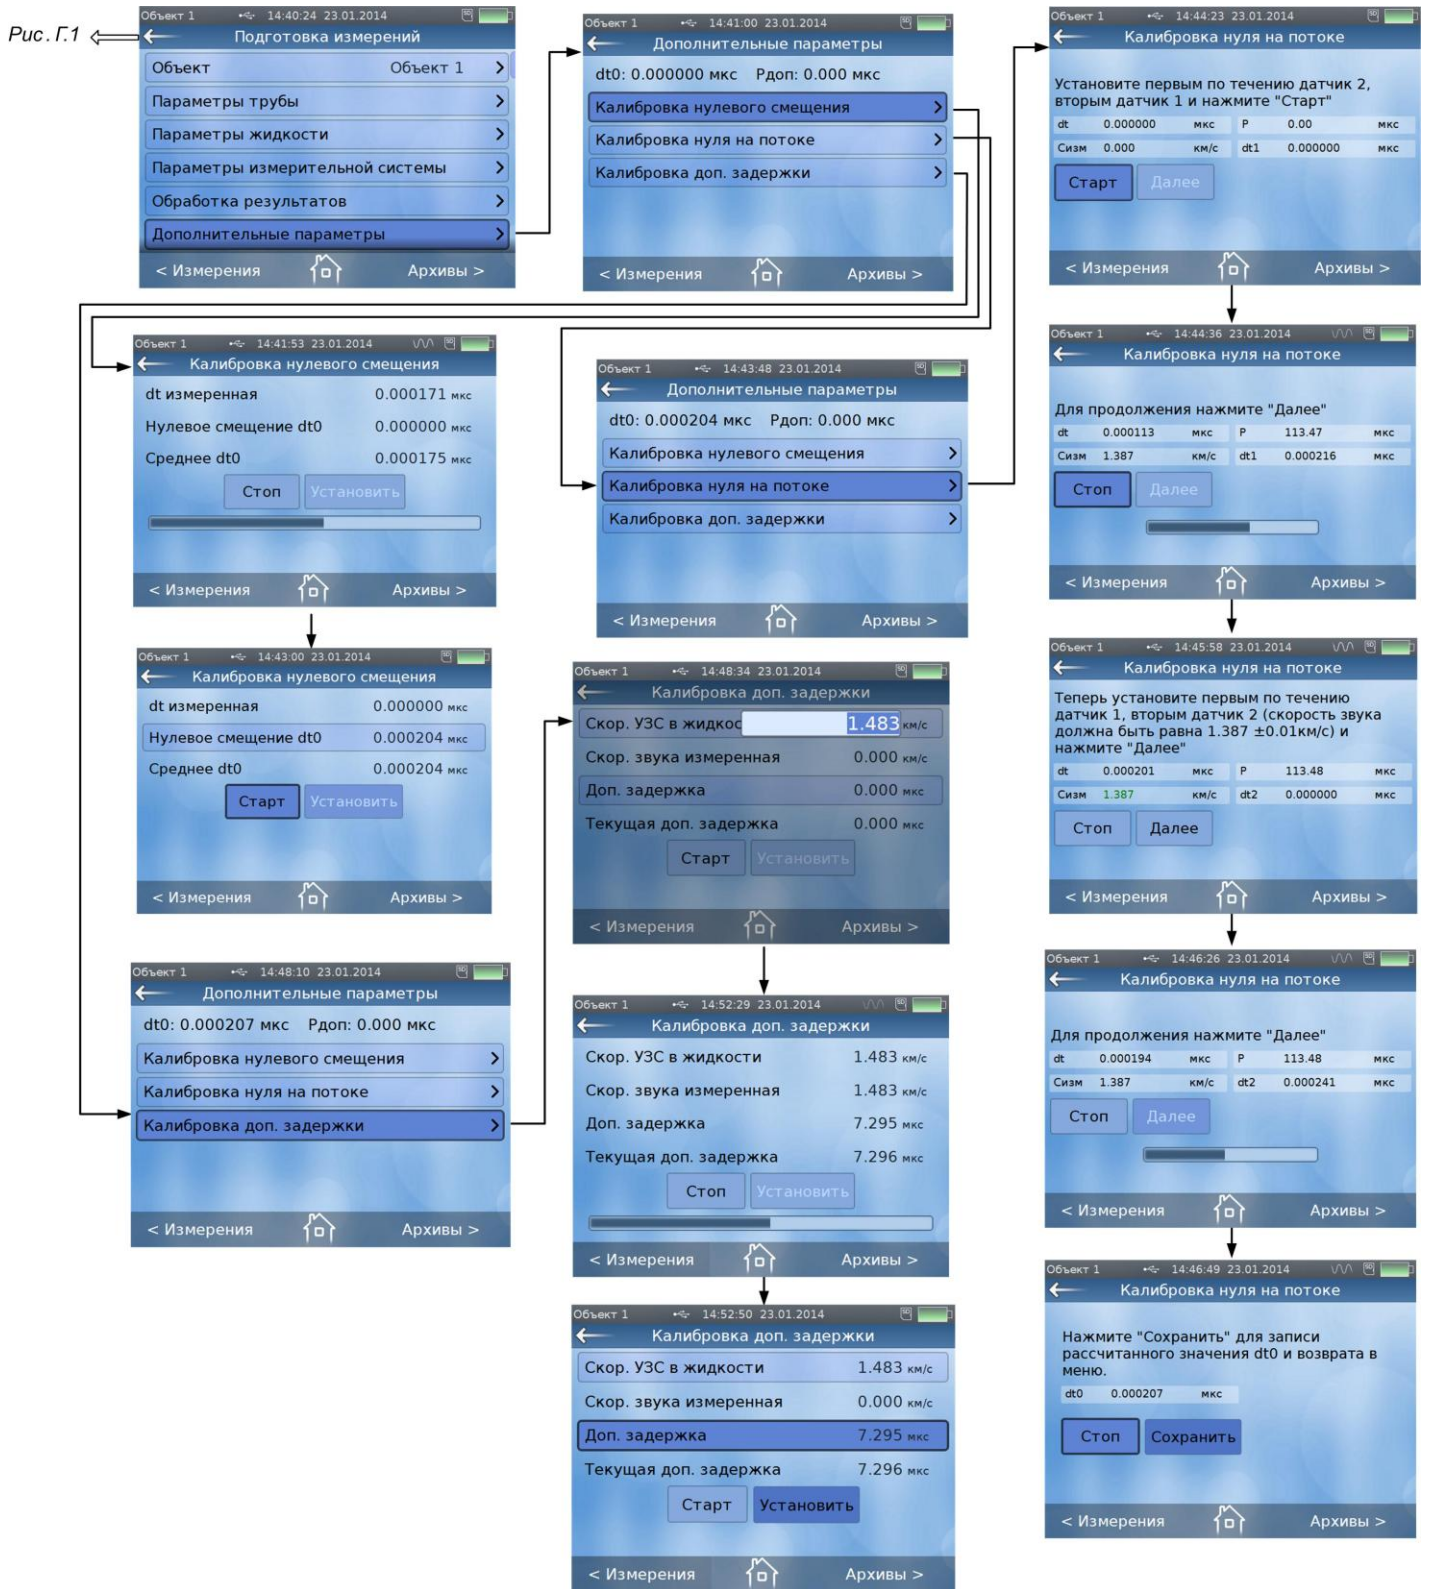 Рис. Г.1
Объект 1 14:40:24 23.01.2014
Подготовка измерений
Объект Объект 1 >
Параметры трубы >
Параметры жидкости >
Параметры измерительной системы >
Обработка результатов >
Дополнительные параметры >
< Измерения Архивы >
Объект 1 14:41:00 23.01.2014
Дополнительные параметры
dt0: 0.000000 мкс Pдоп: 0.000 мкс
Калибровка нулевого смещения >
Калибровка нуля на потоке >
Калибровка доп. задержки >
< Измерения Архивы >
Объект 1 14:44:23 23.01.2014
Калибровка нуля на потоке
Установите первым по течению датчик 2,
вторым датчик 1 и нажмите "Старт"
dt 0.000000 мкс P 0.00 мкс
Сизм 0.000 км/с dt1 0.000000 мкс
Старт Далее
< Измерения Архивы >
Объект 1 14:41:53 23.01.2014
Калибровка нулевого смещения
dt измеренная 0.000171 мкс
Нулевое смещение dt0 0.000000 мкс
Среднее dt0 0.000175 мкс
Стоп Установить
< Измерения Архивы >
Объект 1 14:43:48 23.01.2014
Дополнительные параметры
dt0: 0.000204 мкс Pдоп: 0.000 мкс
Калибровка нулевого смещения >
Калибровка нуля на потоке >
Калибровка доп. задержки >
< Измерения Архивы >
Объект 1 14:44:36 23.01.2014
Калибровка нуля на потоке
Для продолжения нажмите "Далее"
dt 0.000113 мкс P 113.47 мкс
Сизм 1.387 км/с dt1 0.000216 мкс
Стоп Далее
< Измерения Архивы >
Объект 1 14:43:00 23.01.2014
Калибровка нулевого смещения
dt измеренная 0.000000 мкс
Нулевое смещение dt0 0.000204 мкс
Среднее dt0 0.000204 мкс
Старт Установить
< Измерения Архивы >
Объект 1 14:48:34 23.01.2014
Калибровка доп. задержки
Скор. УЗС в жидкос 1.483 км/с
Скор. звука измеренная 0.000 км/с
Доп. задержка 0.000 мкс
Текущая доп. задержка 0.000 мкс
Старт Установить
< Измерения Архивы >
Объект 1 14:45:58 23.01.2014
Калибровка нуля на потоке
Теперь установите первым по течению
датчик 1, вторым датчик 2 (скорость звука
должна быть равна 1.387 ±0.01км/с) и
нажмите "Далее"
dt 0.000201 мкс P 113.48 мкс
Сизм 1.387 км/с dt2 0.000000 мкс
Стоп Далее
< Измерения Архивы >
Объект 1 14:48:10 23.01.2014
Дополнительные параметры
dt0: 0.000207 мкс Pдоп: 0.000 мкс
Калибровка нулевого смещения >
Калибровка нуля на потоке >
Калибровка доп. задержки >
< Измерения Архивы >
Объект 1 14:52:29 23.01.2014
Калибровка доп. задержки
Скор. УЗС в жидкости 1.483 км/с
Скор. звука измеренная 1.483 км/с
Доп. задержка 7.295 мкс
Текущая доп. задержка 7.296 мкс
Стоп Установить
< Измерения Архивы >
Объект 1 14:46:26 23.01.2014
Калибровка нуля на потоке
Для продолжения нажмите "Далее"
dt 0.000194 мкс P 113.48 мкс
Сизм 1.387 км/с dt2 0.000241 мкс
Стоп Далее
< Измерения Архивы >
Объект 1 14:52:50 23.01.2014
Калибровка доп. задержки
Скор. УЗС в жидкости 1.483 км/с
Скор. звука измеренная 0.000 км/с
Доп. задержка 7.295 мкс
Текущая доп. задержка 7.296 мкс
Старт Установить
< Измерения Архивы >
Объект 1 14:46:49 23.01.2014
Калибровка нуля на потоке
Нажмите "Сохранить" для записи
рассчитанного значения dt0 и возврата в
меню.
dt0 0.000207 мкс
Стоп Сохранить
< Измерения Архивы >